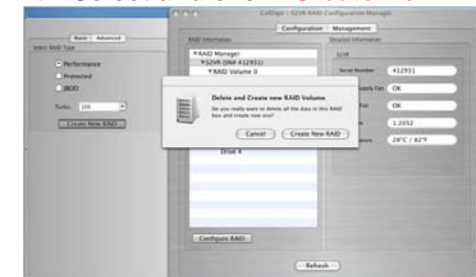 CalDigit - S2VR RAID Configuration Manager
Configuration Management
Basic Advanced
Select RAID Type
Performance
Protected
JBOD
Create New RAID
RAID Information
RAID Manager
S2VR (SN# 412931)
RAID Volume 0
Drive 4
Configure RAID
Detailed Information
S2VR
Serial Number 412931
OK
OK
1.2052
28°C / 82°F
Delete and Create new RAID Volume
Do you really want to delete all the data in this RAID
box and create new one?
Cancel Create New RAID
Refresh